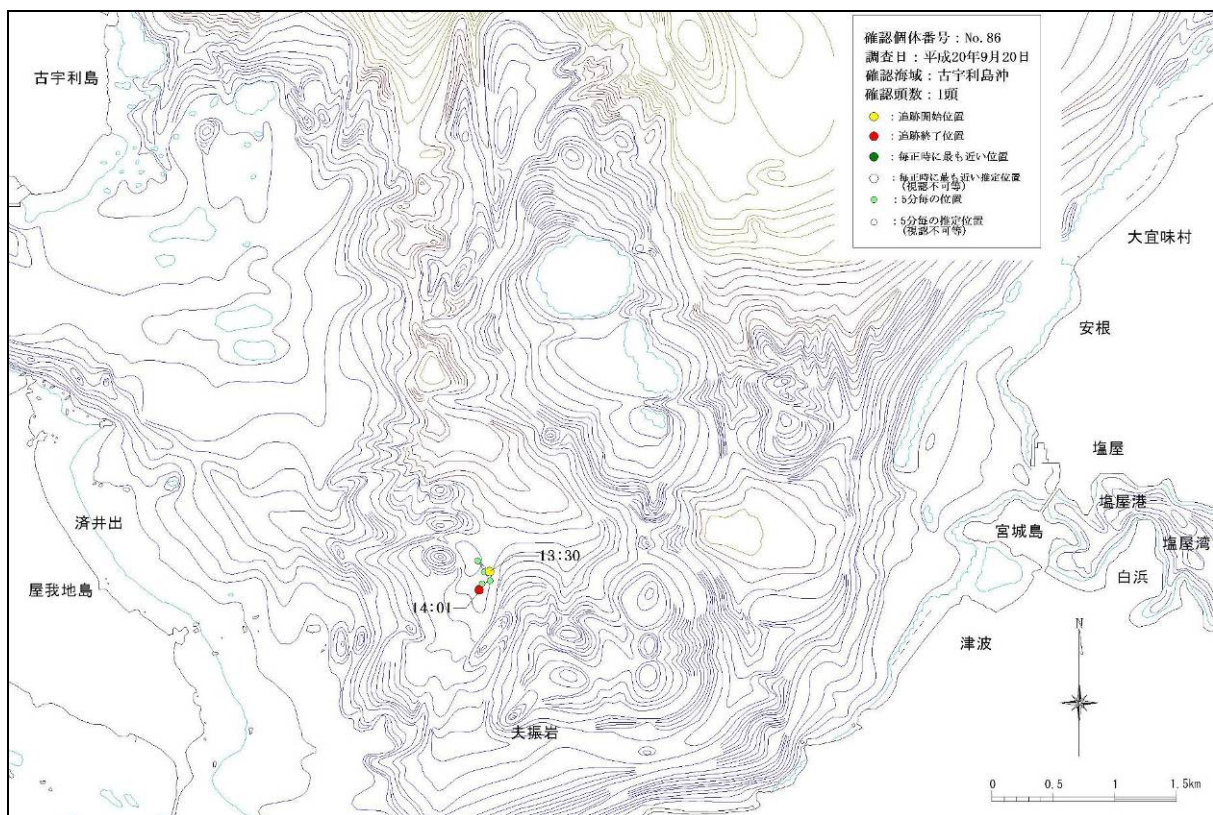 確認個体番号：No.86
調査日：平成20年9月20日
確認海域：古宇利島沖
確認頭数：1頭
：追跡開始位置
：追跡終了位置
：毎正時に最も近い位置
：毎正時に最も近い推定位置
(視認不可等)
：5分毎の位置
：5分毎の推定位置
(視認不可等)
古宇利島
大宜味村
安根
塩屋
塩屋港
宮城島
塩屋湾
白浜
済井出
屋我地島
13:30
14:01
津波
夫振岩
N
0 0.5 1 1.5km